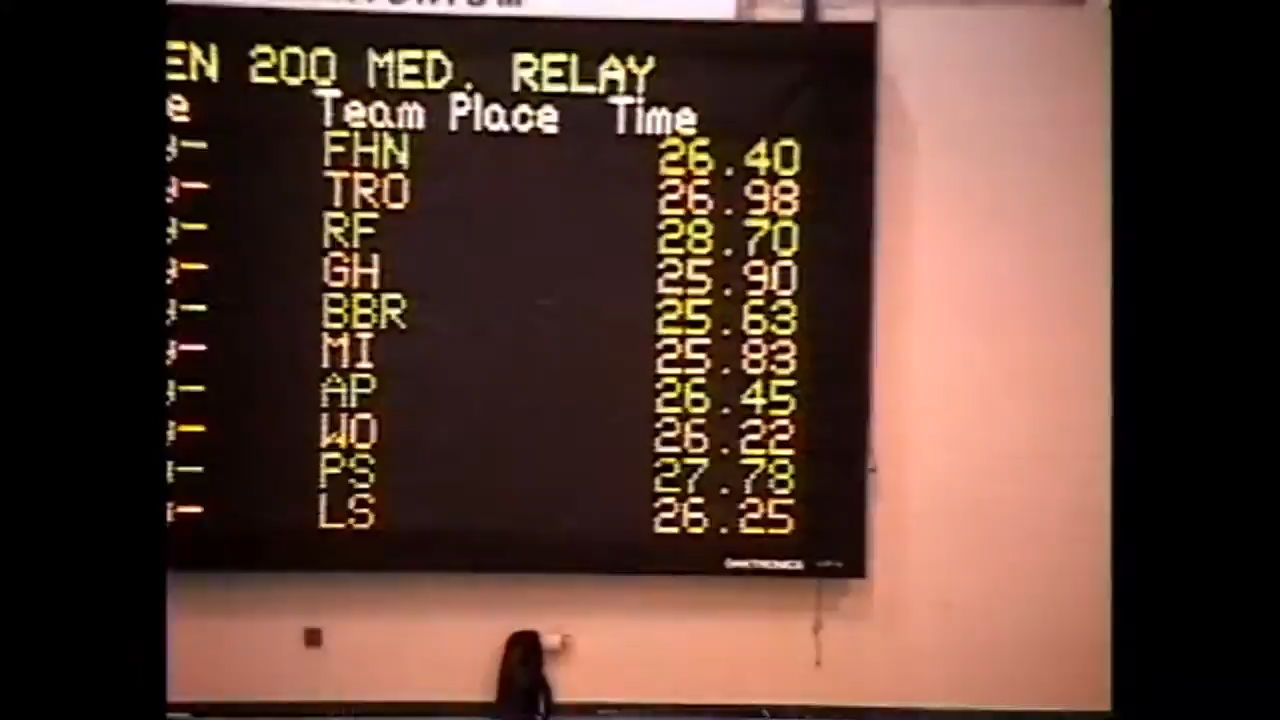 EN 200 MED. RELAY
e Team Place Time
FHN 26.40
TRO 26.98
RF 28.70
GH 25.90
BBR 25.63
MI 25.83
AP 26.45
WO 26.22
PS 27.78
LS 26.25
DAKTRONICS